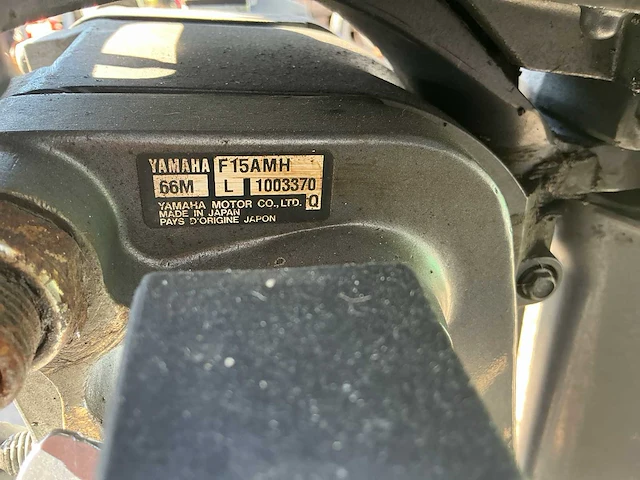 YAMAHA F15AMH
66M L 1003370
YAMAHA MOTOR CO., LTD. Q
MADE IN JAPAN
PAYS D'ORIGINE JAPON